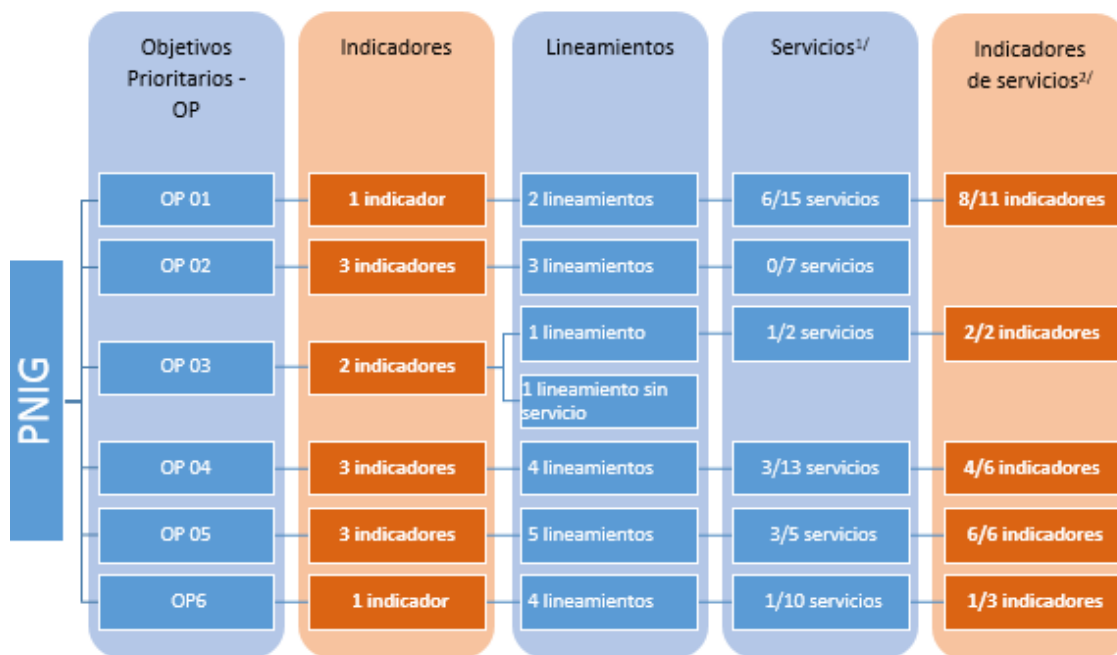 Objetivos
Prioritarios -
OP
Indicadores
Lineamientos
Servicios1/
Indicadores
de servicios2/
PNIG
OP 01
1 indicador
2 lineamientos
6/15 servicios
8/11 indicadores
OP 02
3 indicadores
3 lineamientos
0/7 servicios
OP 03
2 indicadores
1 lineamiento
1/2 servicios
2/2 indicadores
1 lineamiento sin
servicio
OP 04
3 indicadores
4 lineamientos
3/13 servicios
4/6 indicadores
OP 05
3 indicadores
5 lineamientos
3/5 servicios
6/6 indicadores
OP6
1 indicador
4 lineamientos
1/10 servicios
1/3 indicadores